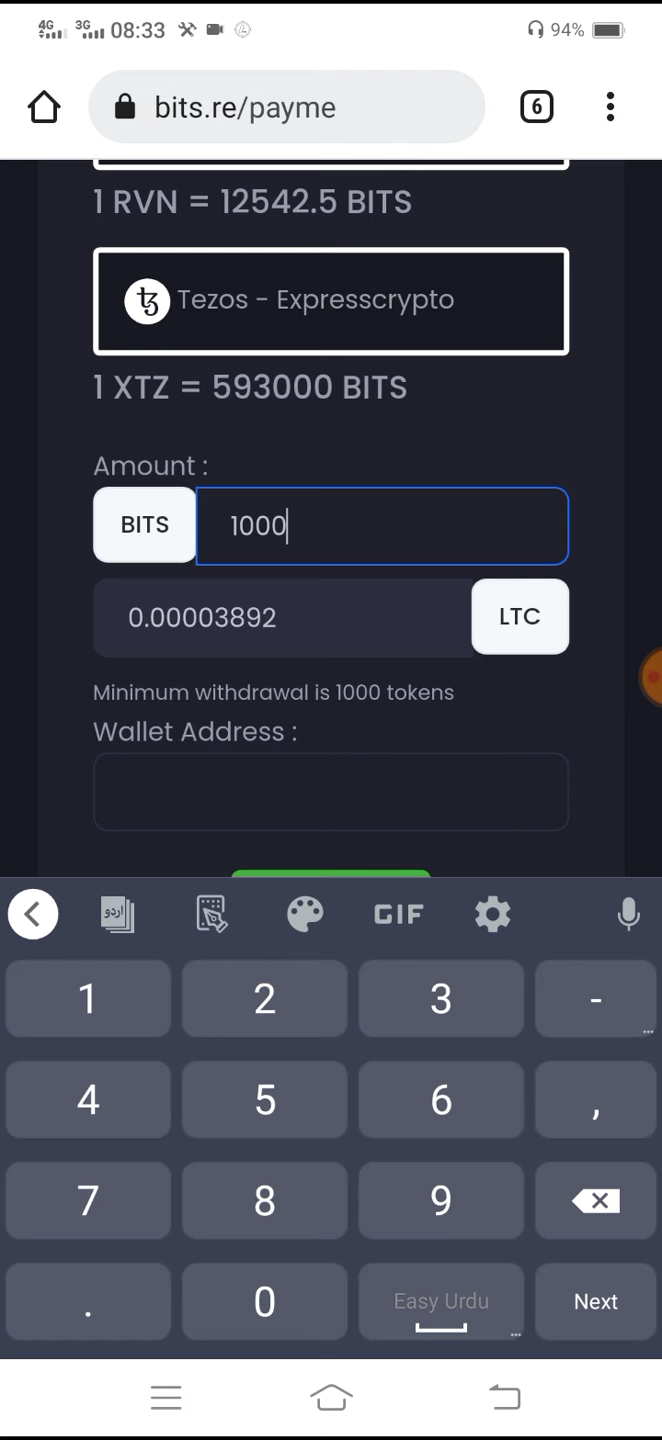 4G 3G 08:33 94%
bits.re/payme 6
1 RVN = 12542.5 BITS
Tezos - Expresscrypto
1 XTZ = 593000 BITS
Amount :
BITS 1000
0.00003892 LTC
Minimum withdrawal is 1000 tokens
Wallet Address :
اردو GIF
1 2 3 -
4 5 6 ,
7 8 9
. 0 Easy Urdu Next